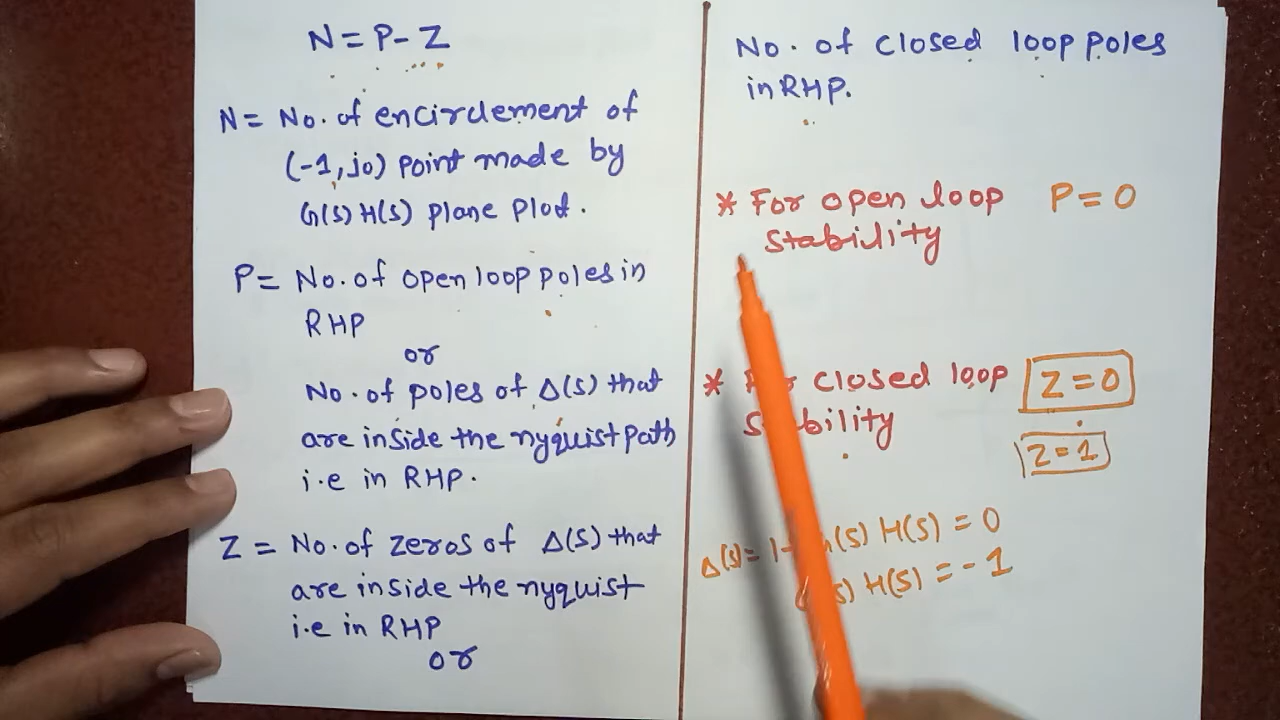 N = P - Z
N = No. of encirclement of
(-1, j0) point made by
G(s) H(s) plane plot.
P = No. of open loop poles in
RHP
or
No. of poles of Δ(s) that
are inside the nyquist path
i.e in RHP.
Z = No. of zeros of Δ(s) that
are inside the nyquist
i.e in RHP
or
No. of closed loop poles
in RHP.
* For open loop P = 0
stability
* closed loop Z = 0
Z = 1
Δ(s) = 1 (s) H(s) = 0
H(s) = - 1